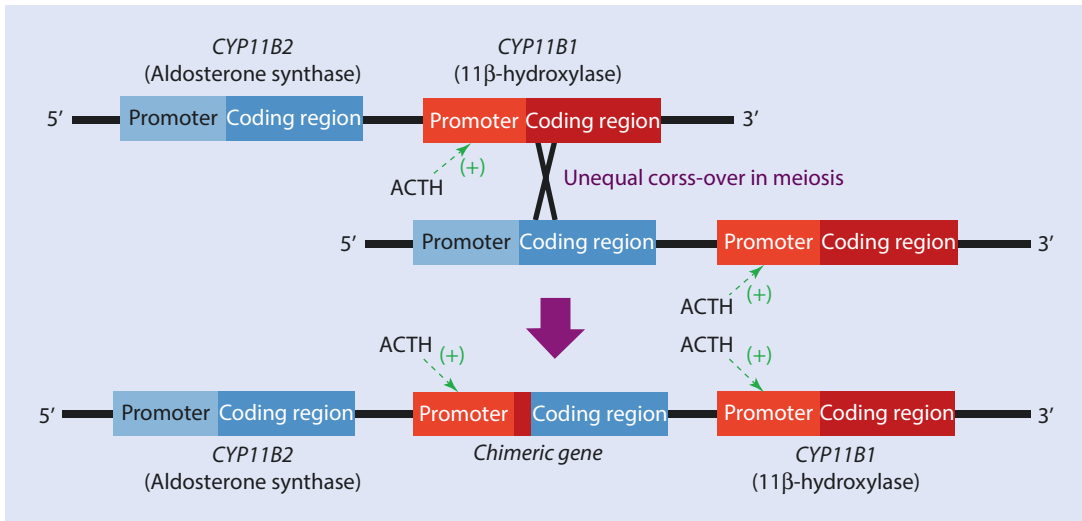 CYP11B2
(Aldosterone synthase)
CYP11B1
(11β-hydroxylase)
5’ Promoter Coding region Promoter Coding region 3’
(+)
ACTH
Unequal corss-over in meiosis
5’ Promoter Coding region Promoter Coding region 3’
(+)
ACTH
ACTH (+)
ACTH (+)
5’ Promoter Coding region Promoter Coding region Promoter Coding region 3’
CYP11B2
(Aldosterone synthase)
Chimeric gene
CYP11B1
(11β-hydroxylase)